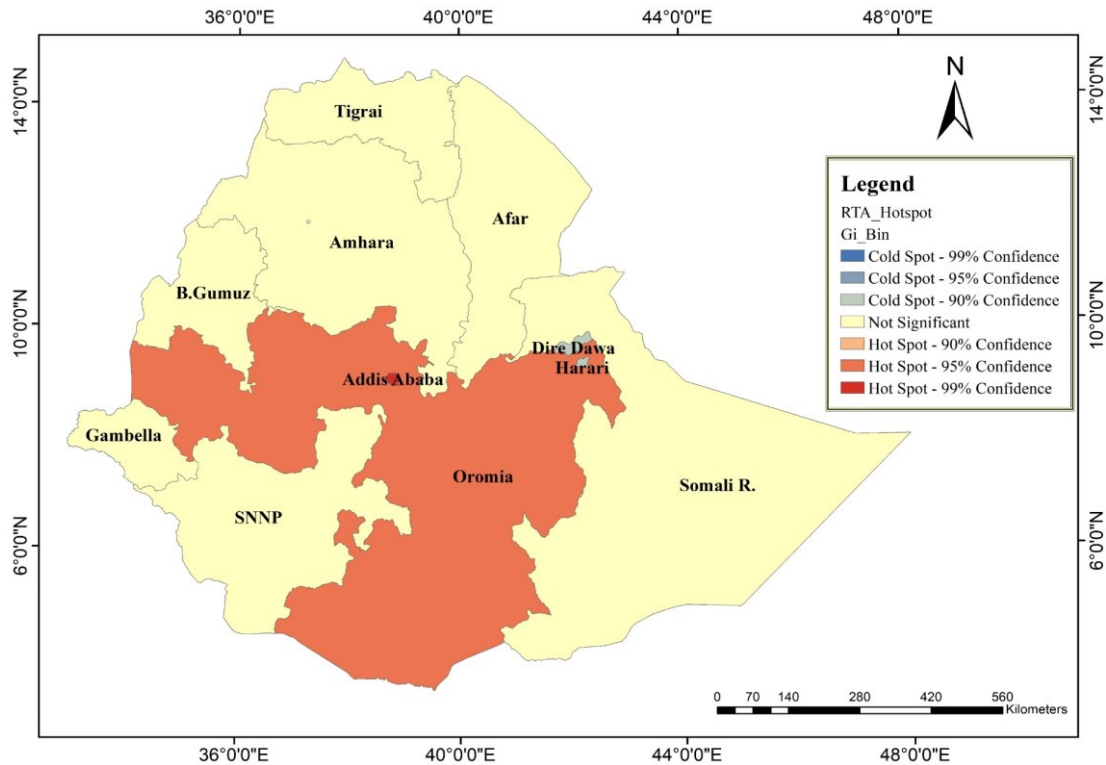 36°0'0"E 40°0'0"E 44°0'0"E 48°0'0"E
N
14°0'0"N 14°0'0"N
Tigrai
Legend
RTA_Hotspot
Gi_Bin
Cold Spot - 99% Confidence
Cold Spot - 95% Confidence
Cold Spot - 90% Confidence
Not Significant
Hot Spot - 90% Confidence
Hot Spot - 95% Confidence
Hot Spot - 99% Confidence
Afar
Amhara
B.Gumuz
10°0'0"N 10°0'0"N
Dire Dawa
Harari
Addis Ababa
Gambella
Oromia
Somali R.
SNNP
6°0'0"N 6°0'0"N
0 70 140 280 420 560
Kilometers
36°0'0"E 40°0'0"E 44°0'0"E 48°0'0"E